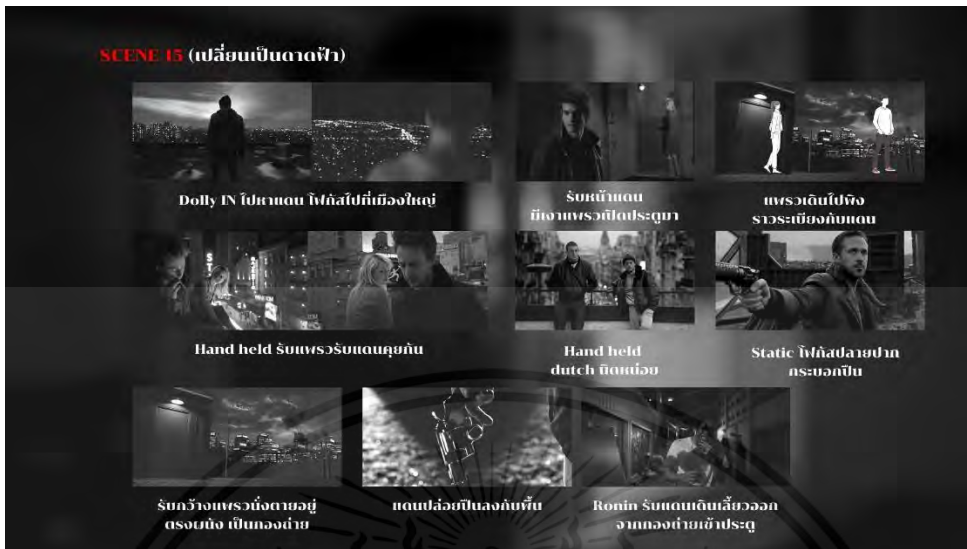 SCENE 15 (เปลี่ยนเป็นดาดฟ้า)
Dolly IN ไปหาแดน โฟกัสไปที่เมืองใหญ่
รับหน้าแดน
มีเงาแพรวเปิดประตูมา
แพรวเดินไปพิง
ราวระเบียงกับแดน
Hand held รับแพรวรับแดนคุยกัน
Hand held
dutch นิดหน่อย
Static โฟกัสปลายปาก
กระบอกปืน
รับกว้างแพรวนั่งตายอยู่
ตรงผนัง เป็นกองถ่าย
แดนปล่อยปืนลงกับพื้น
Ronin รับแดนเดินเลี้ยวออก
จากกองถ่ายเข้าประตู